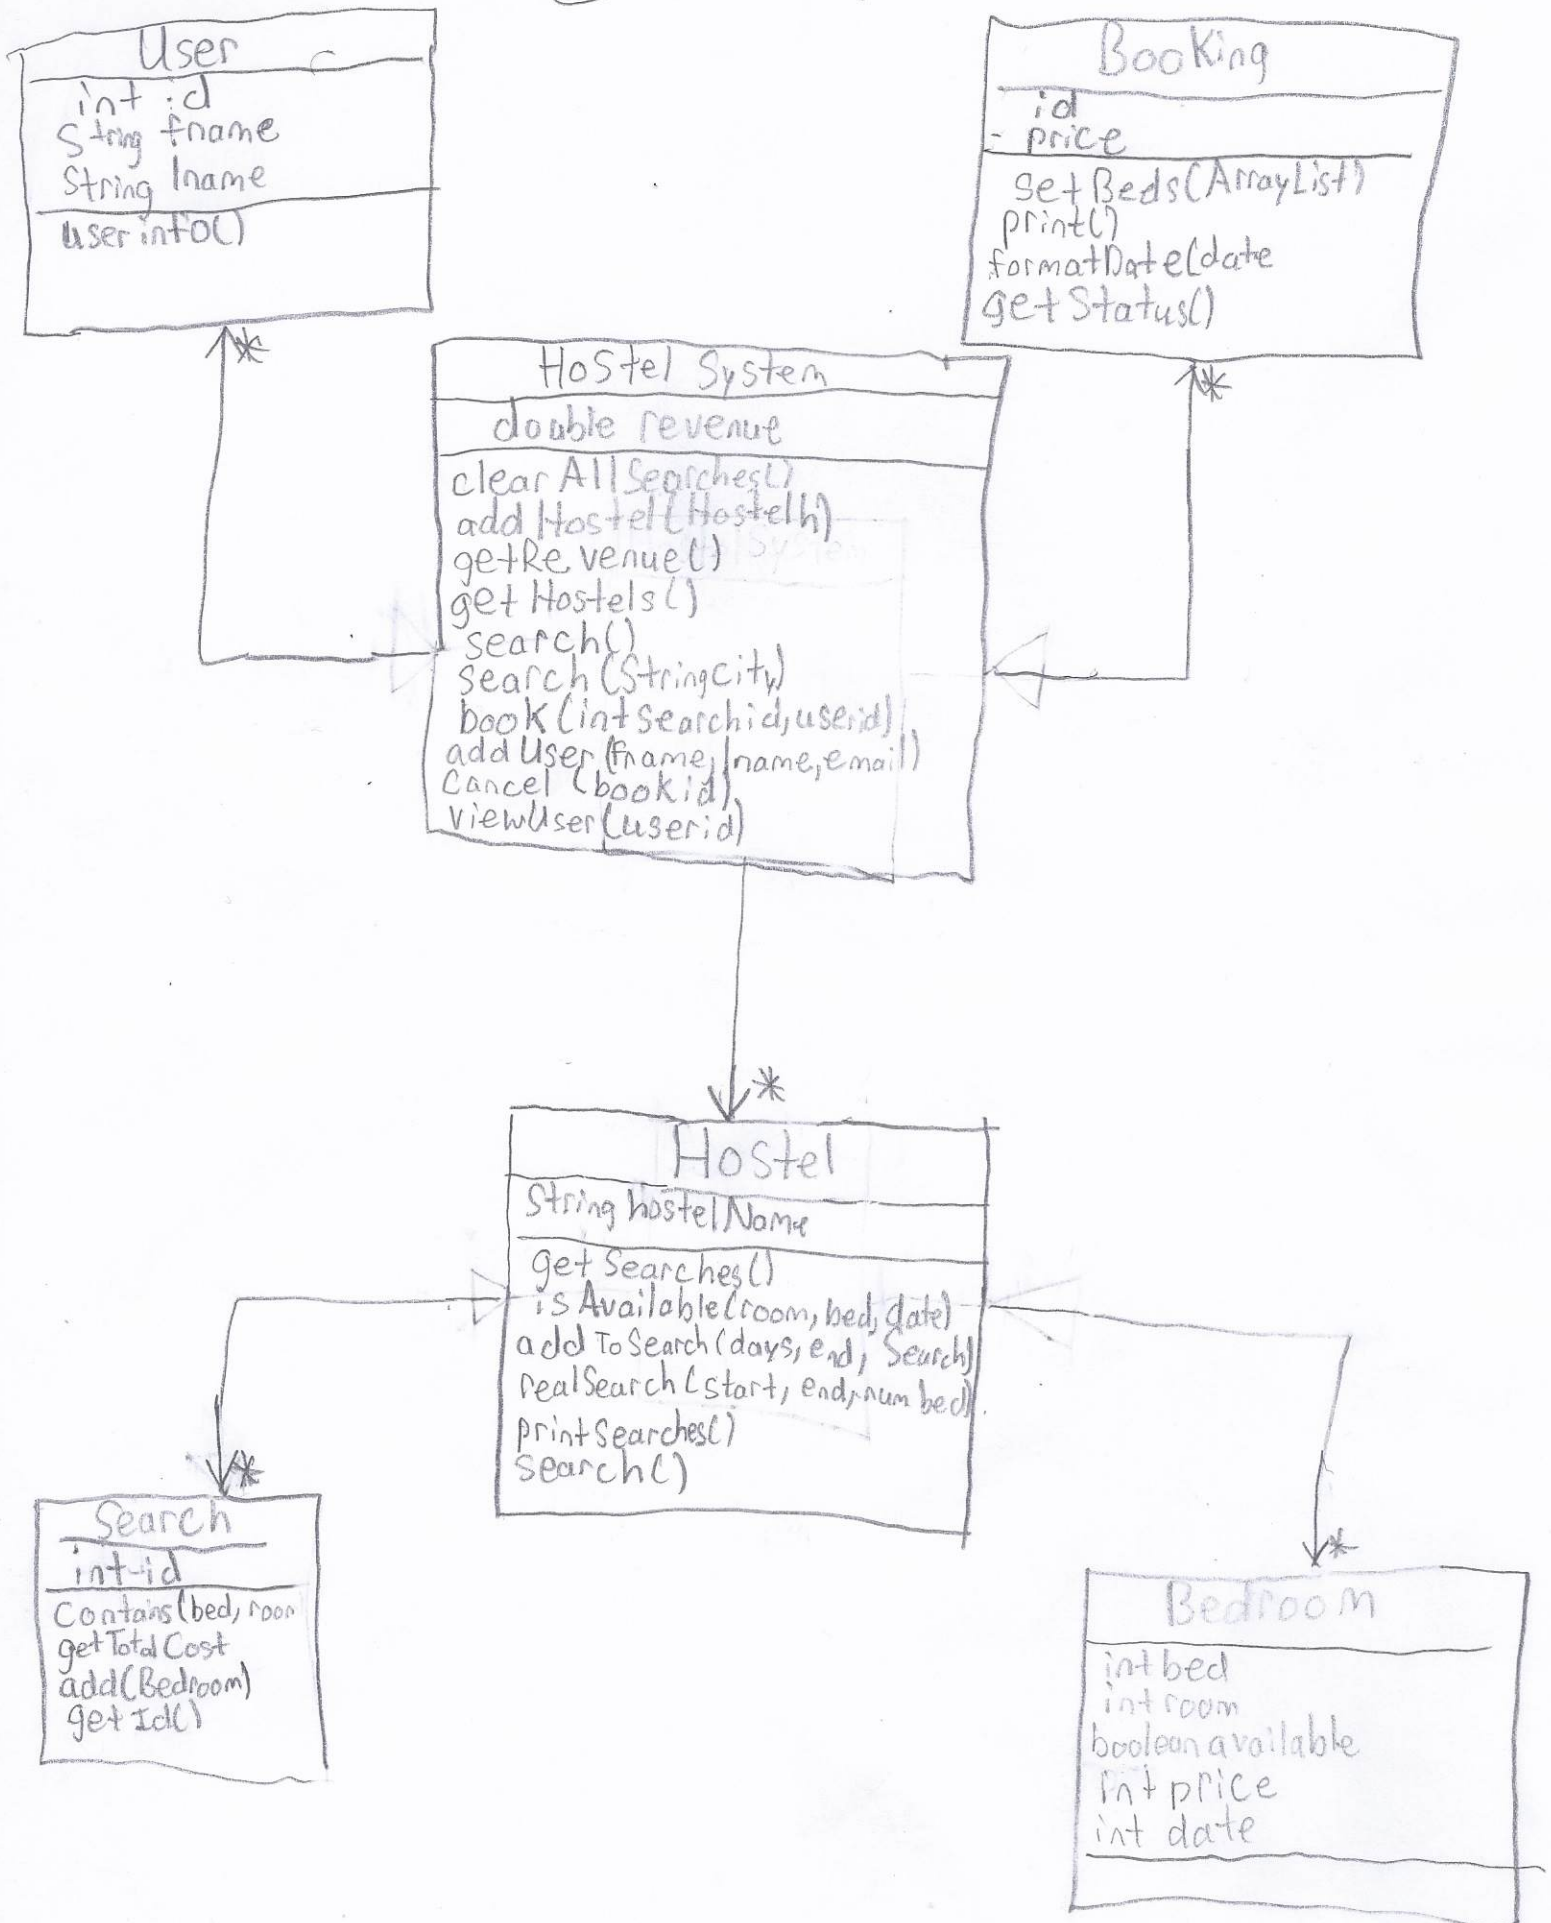 User
int id
String fname
String lname
userinfo()
*
Booking
id
- price
setBeds(ArrayList)
print()
formatDate(date
getStatus()
*
Hostel System
double revenue
clearAllSearches()
addHostel(Hostel h)
getRevenue()
getHostels()
search()
search(String city)
book(int searchid, userid)
addUser(fname, lname, email)
cancel (bookid)
viewUser(userid)
System
*
Hostel
String hostelName
getSearches()
isAvailable(room, bed, date)
addToSearch(days, end, Search)
realSearch(start, end, num bed)
printSearches()
search()
*
Search
int id
Contains(bed, room
getTotalCost
add(Bedroom)
getId()
*
Bedroom
int bed
int room
boolean available
int price
int date